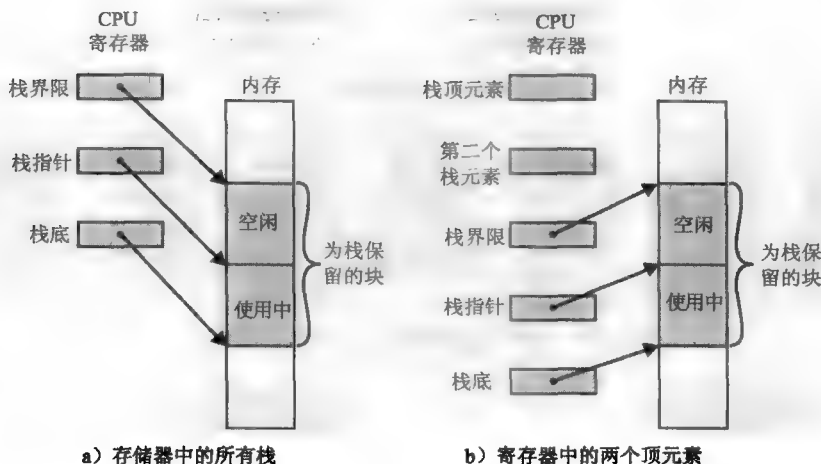 CPU
寄存器
栈界限
内存
栈指针
空闲
栈底
为栈保
留的块
使用中
a）存储器中的所有栈
CPU
寄存器
栈顶元素
内存
第二个
栈元素
栈界限
空闲
为栈保
留的块
栈指针
使用中
栈底
b）寄存器中的两个顶元素